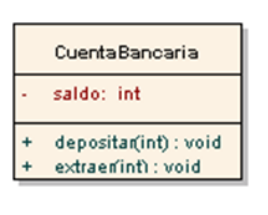 CuentaBancaria
- saldo: int
+ depositar(int) : void
+ extraer(int) : void